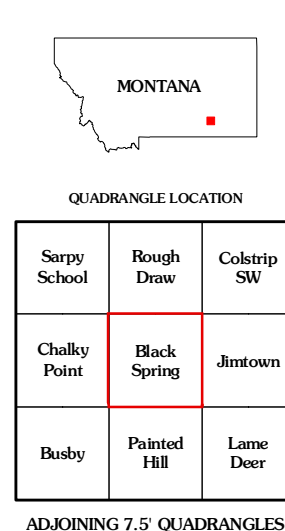 MONTANA
QUADRANGLE LOCATION
Sarpy
School
Rough
Draw
Colstrip
SW
Chalky
Point
Black
Spring
Jimtown
Busby
Painted
Hill
Lame
Deer
ADJOINING 7.5' QUADRANGLES